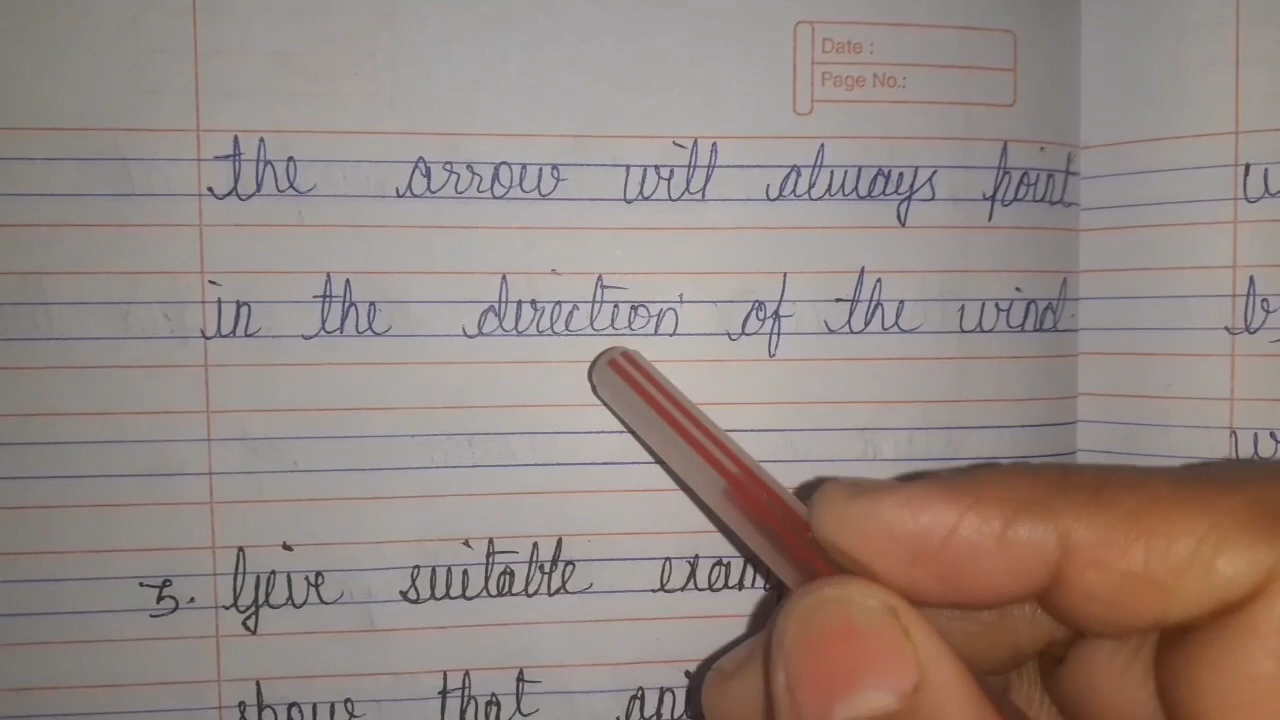 Date :
Page No.:
the arrow will always point
in the direction of the wind.
5. Give suitable
show that